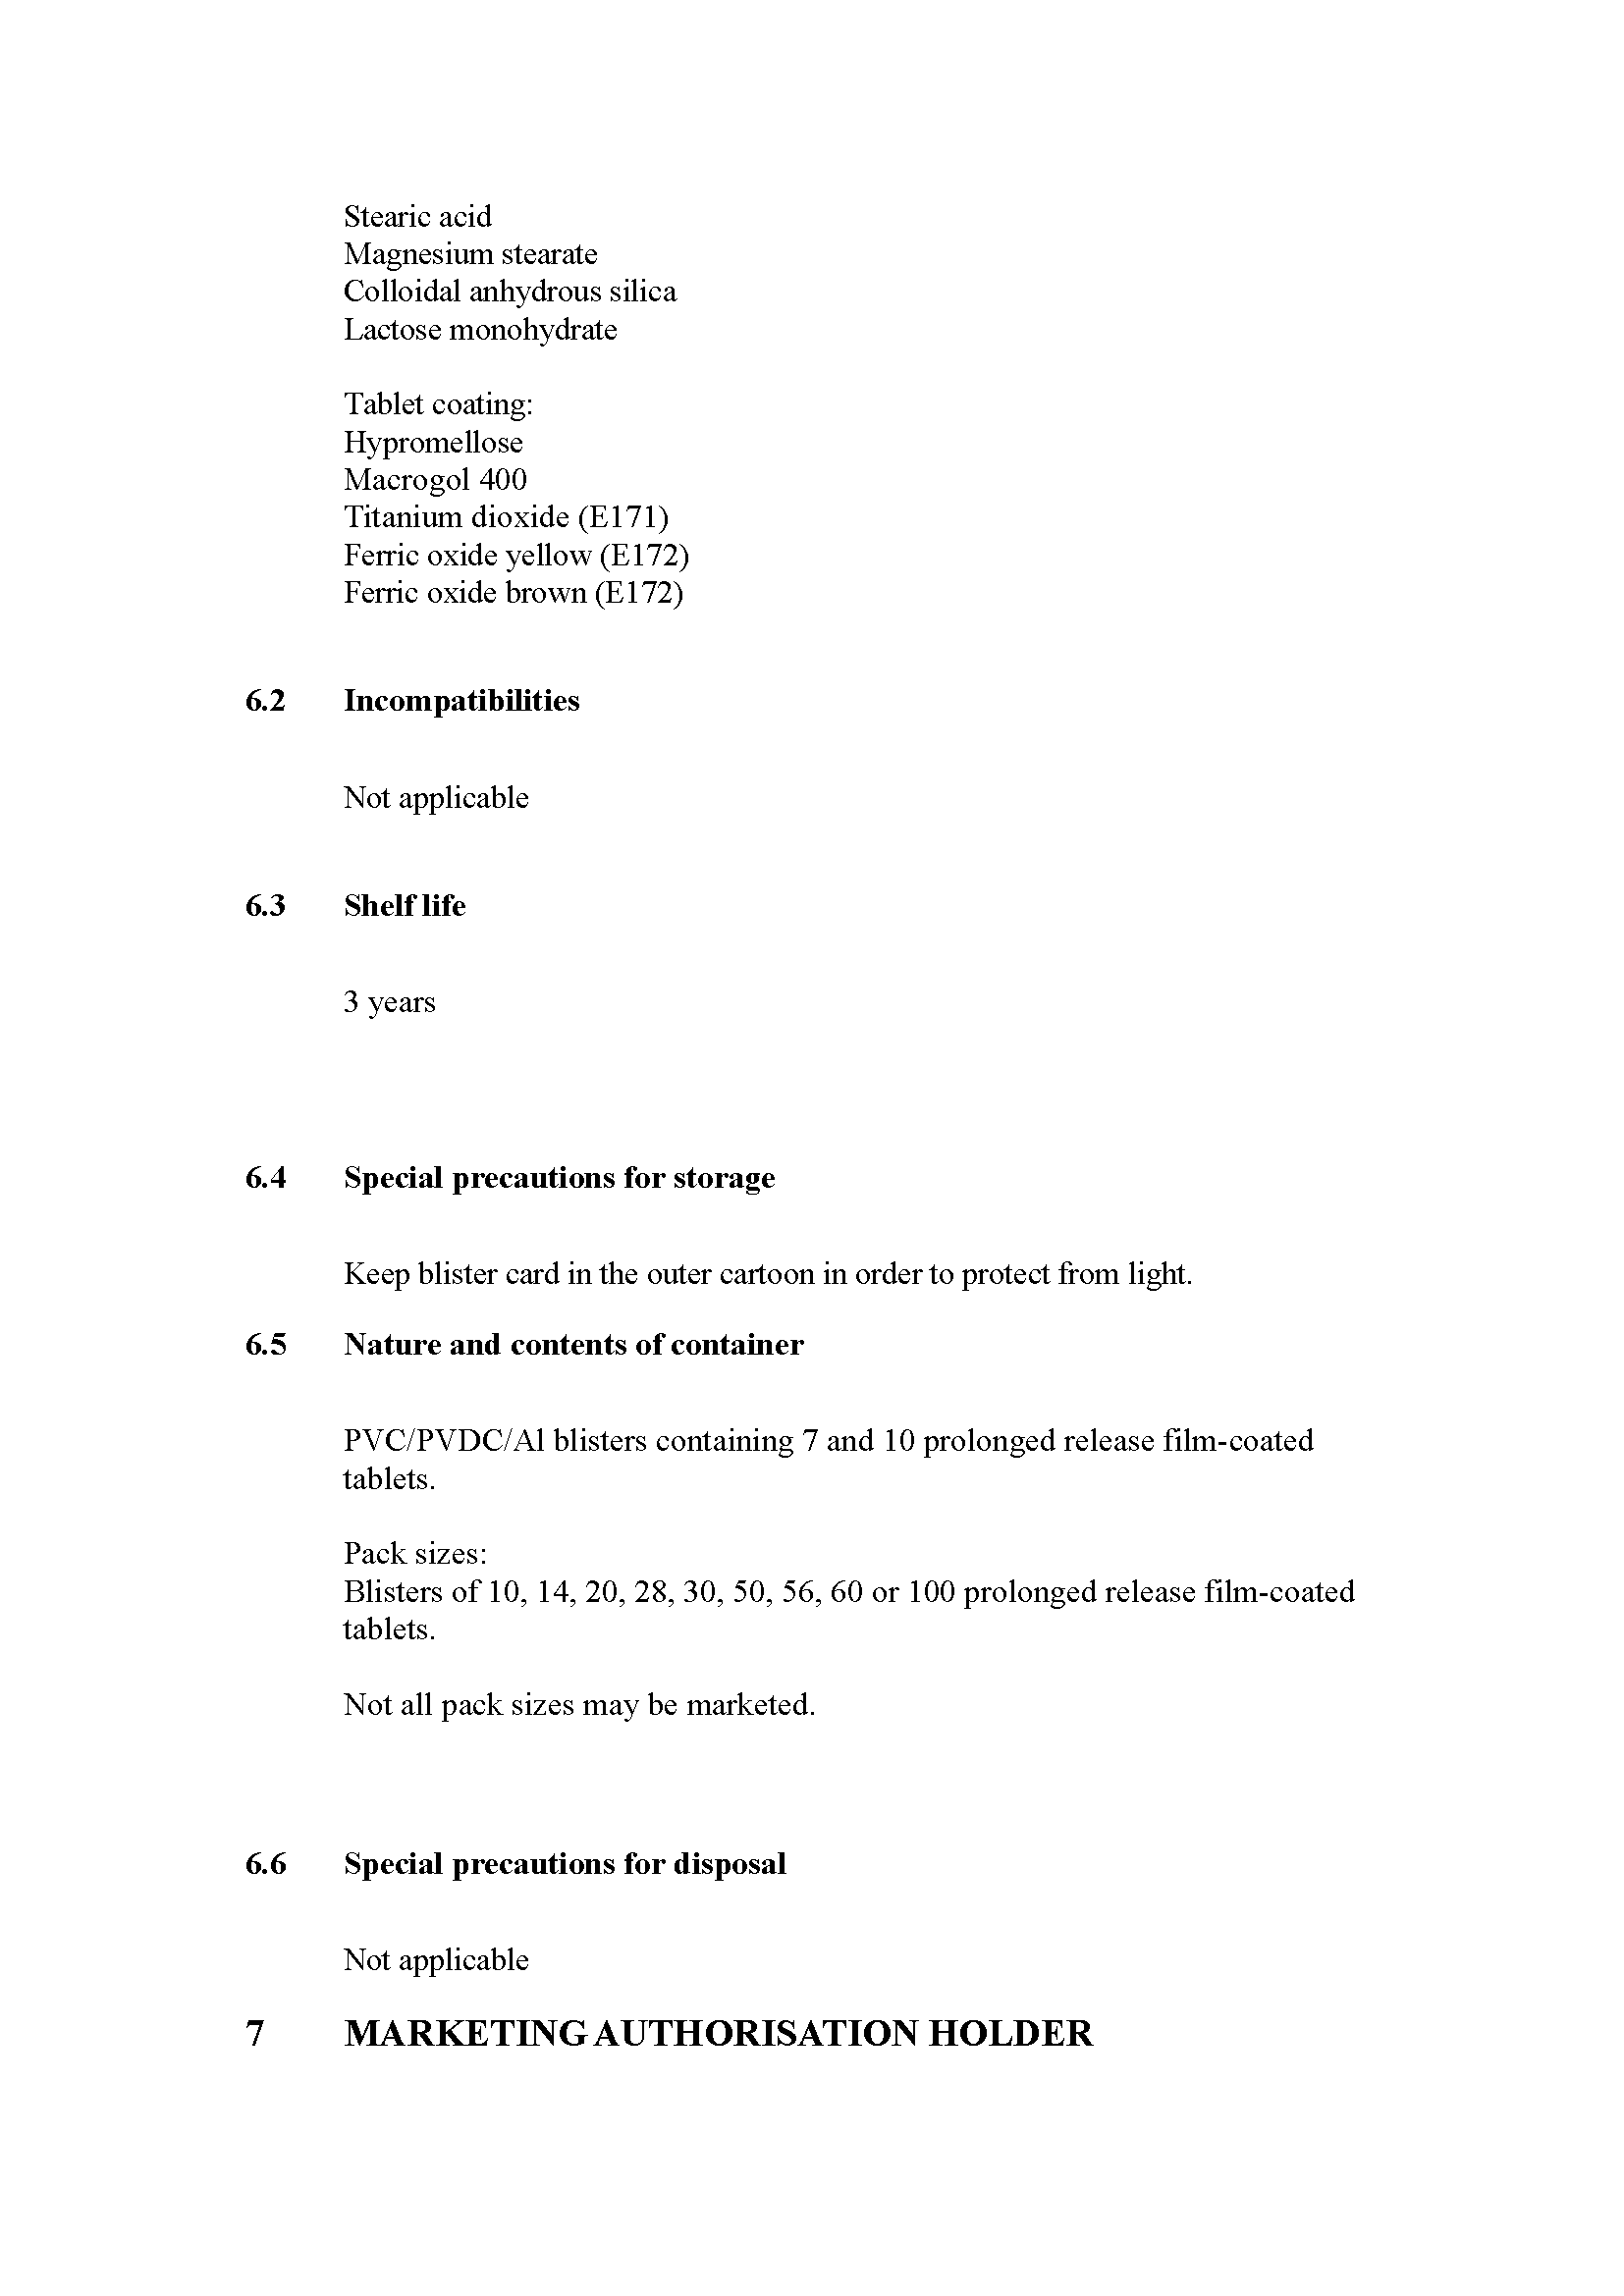 Stearic acid
Magnesium stearate
Colloidal anhydrous silica
Lactose monohydrate
Tablet coating:
Hypromellose
Macrogol 400
Titanium dioxide (E171)
Ferric oxide yellow (E172)
Ferric oxide brown (E172)
6.2 Incompatibilities
Not applicable
6.3 Shelf life
3 years
6.4 Special precautions for storage
Keep blister card in the outer cartoon in order to protect from light.
6.5 Nature and contents of container
PVC/PVDC/Al blisters containing 7 and 10 prolonged release film-coated
tablets.
Pack sizes:
Blisters of 10, 14, 20, 28, 30, 50, 56, 60 or 100 prolonged release film-coated
tablets.
Not all pack sizes may be marketed.
6.6 Special precautions for disposal
Not applicable
7 MARKETING AUTHORISATION HOLDER